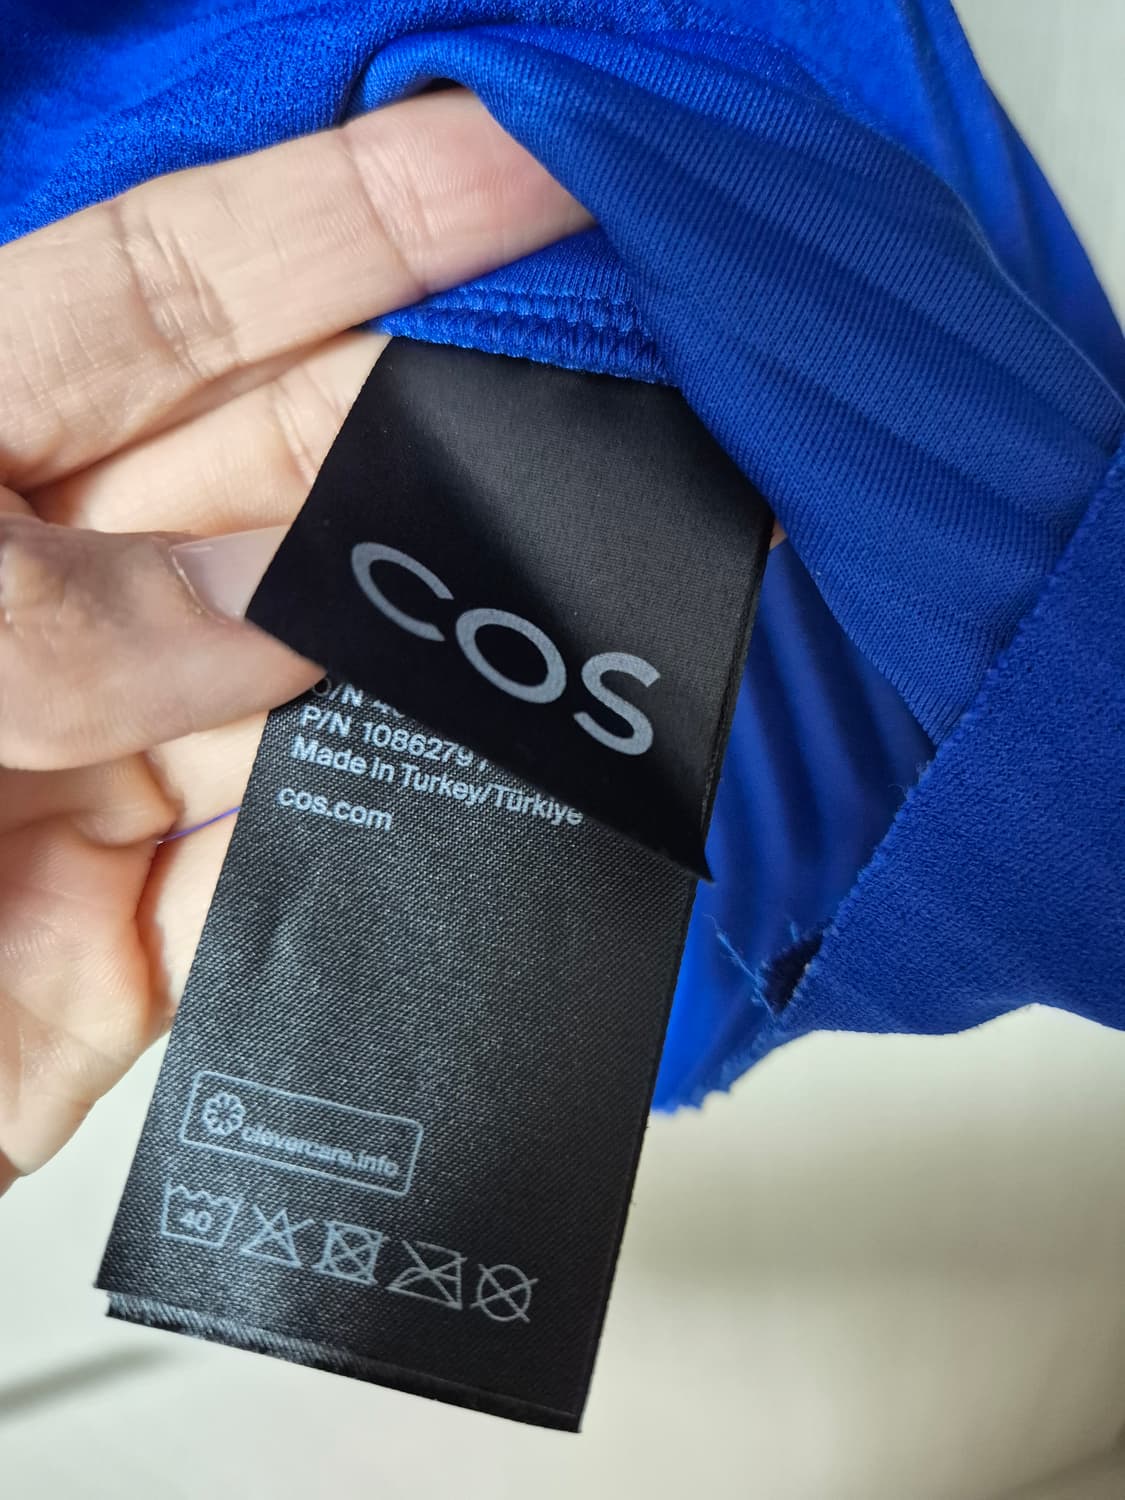 COS
P/N 1086279
Made in Turkey/Türkiye
cos.com
clevercare.info
40